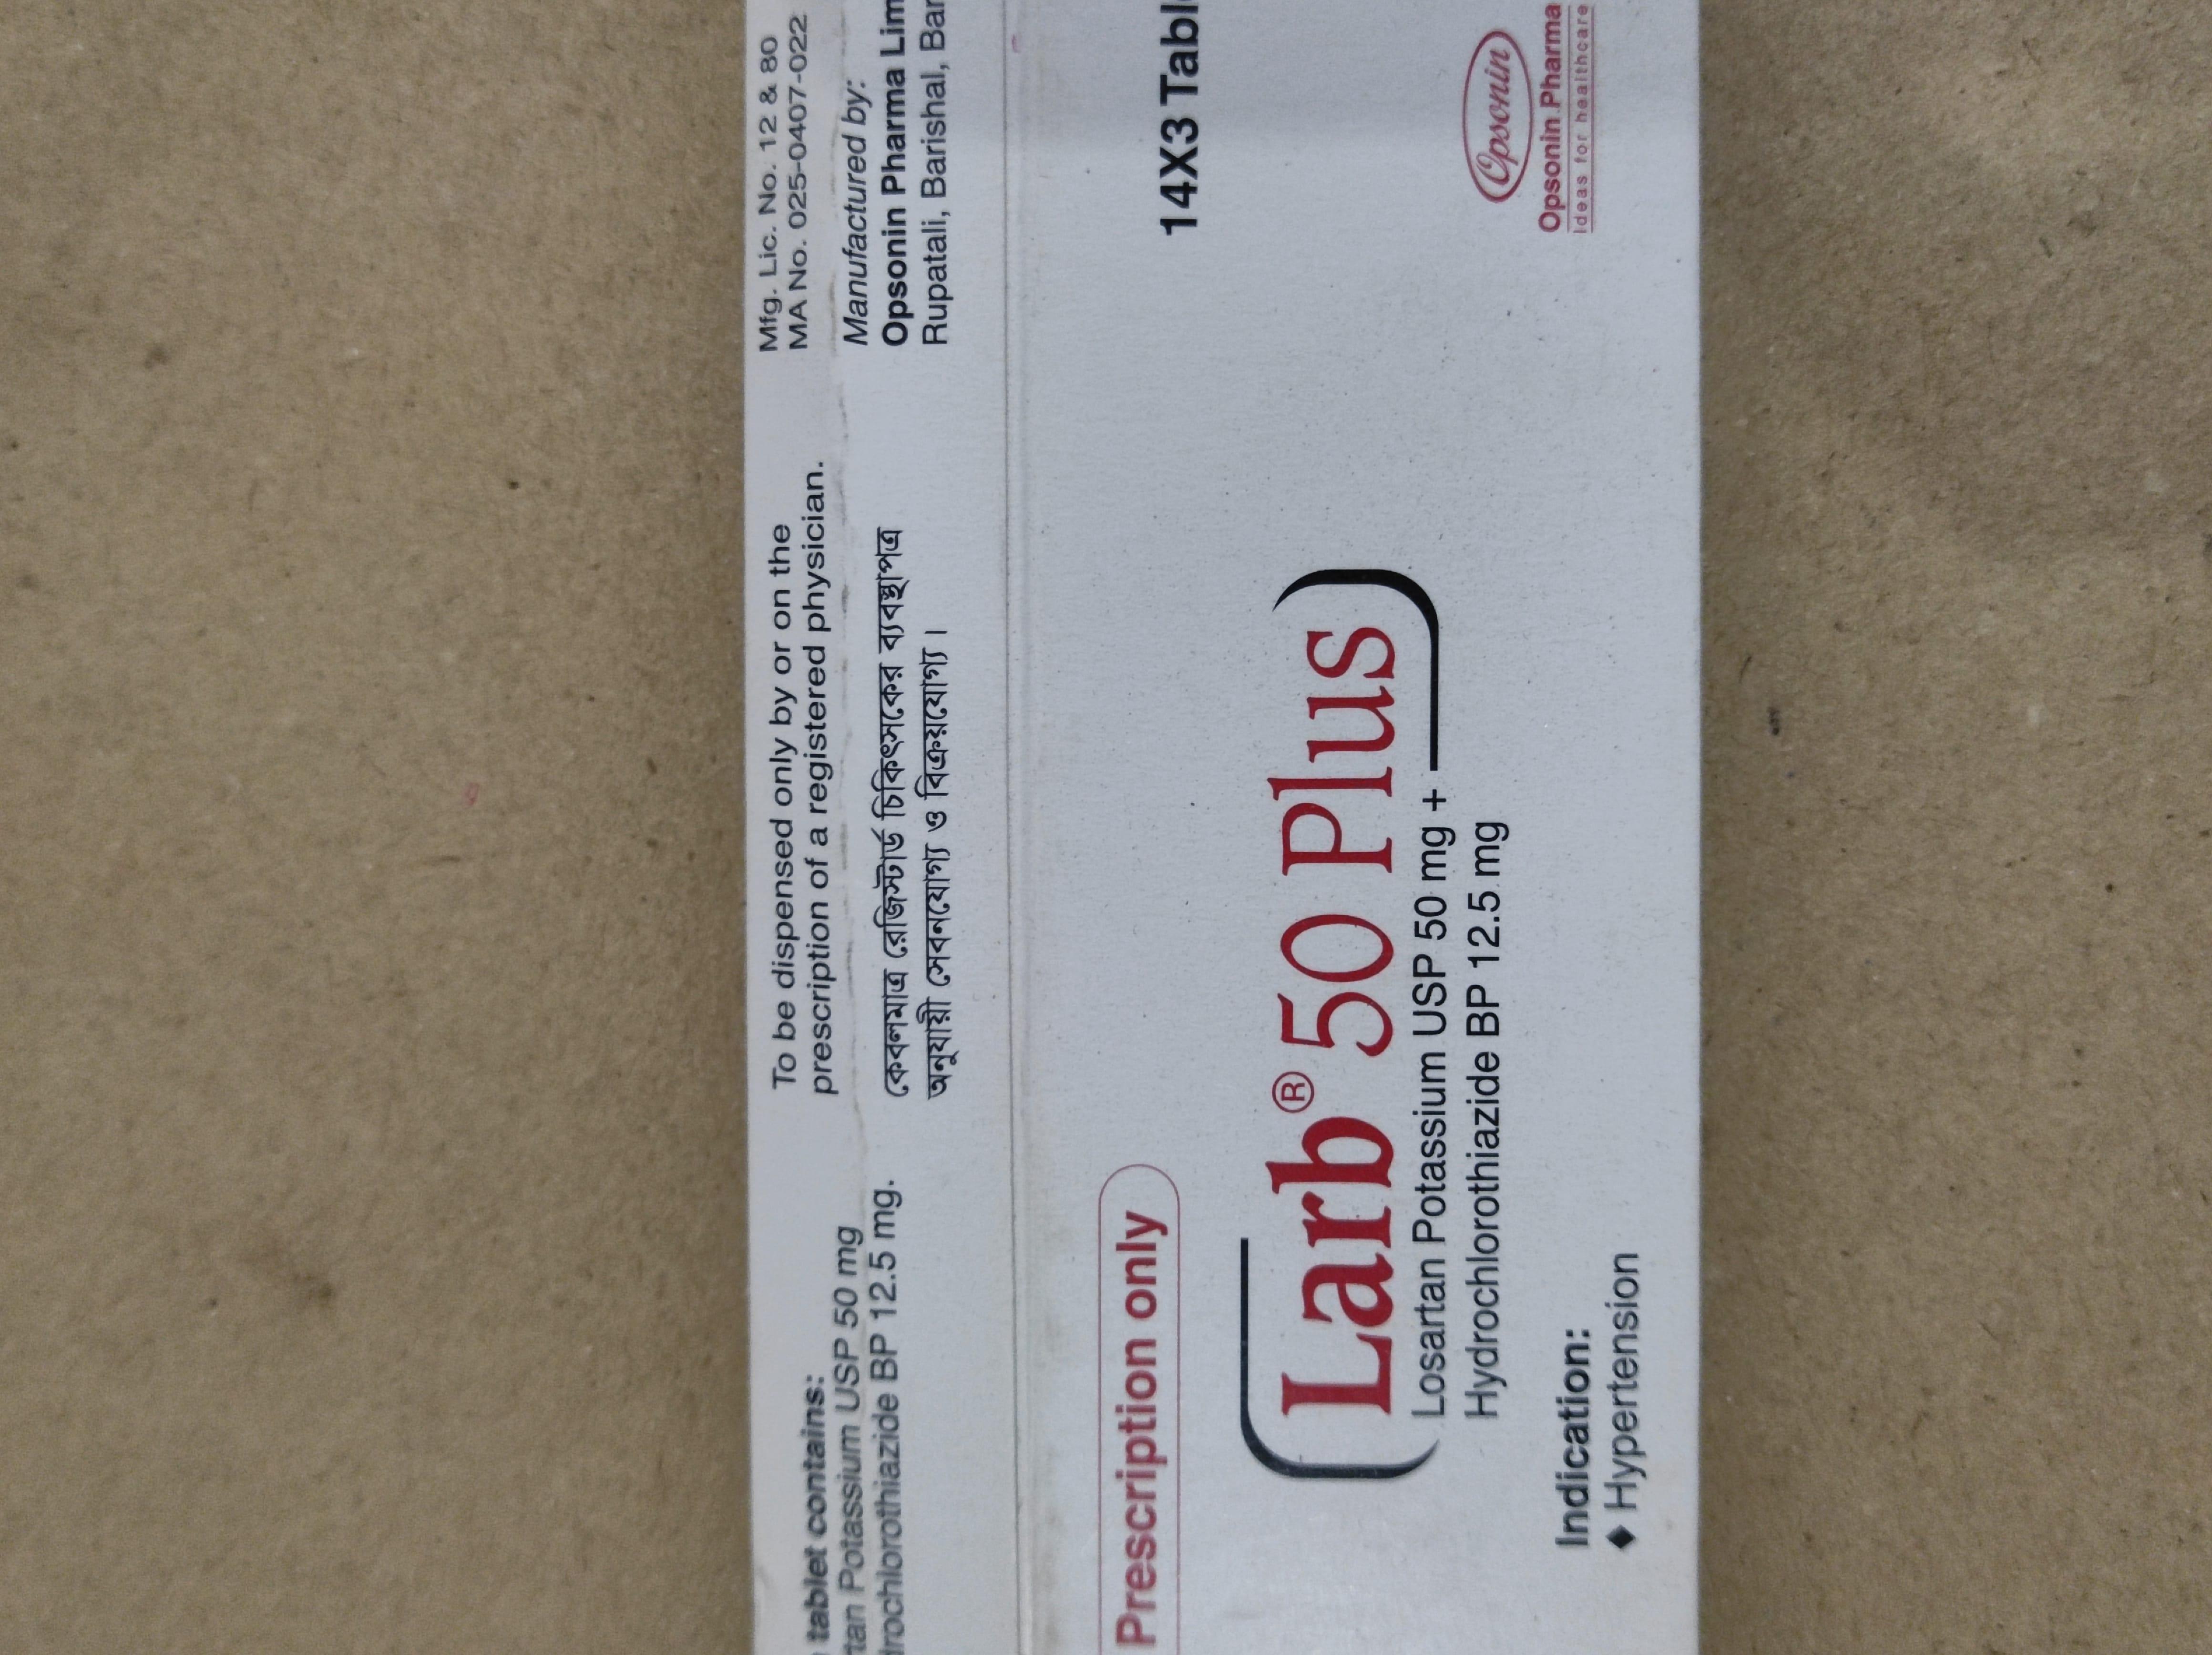 tablet contains:
Potassium USP 50 mg
BP 12.5 mg.
To be dispensed only by or on the
prescription of a registered physician.
কেবলমাত্র রেজিস্টার্ড চিকিৎসকের ব্যবস্থাপত্র
অনুযায়ী সেবনযোগ্য ও বিক্রয়যোগ্য।
Mfg. Lic. No. 12 & 80
MA No. 025-0407-022
Manufactured by:
Opsonin Pharma Lim
Rupatali, Barishal, Ban
Prescription only
14X3 Tabl
Larb® 50 Plus
Losartan Potassium USP 50 mg +
Hydrochlorothiazide BP 12.5 mg
Indication:
♦ Hypertension
Opsonin
Opsonin Pharma
Ideas for healthcare